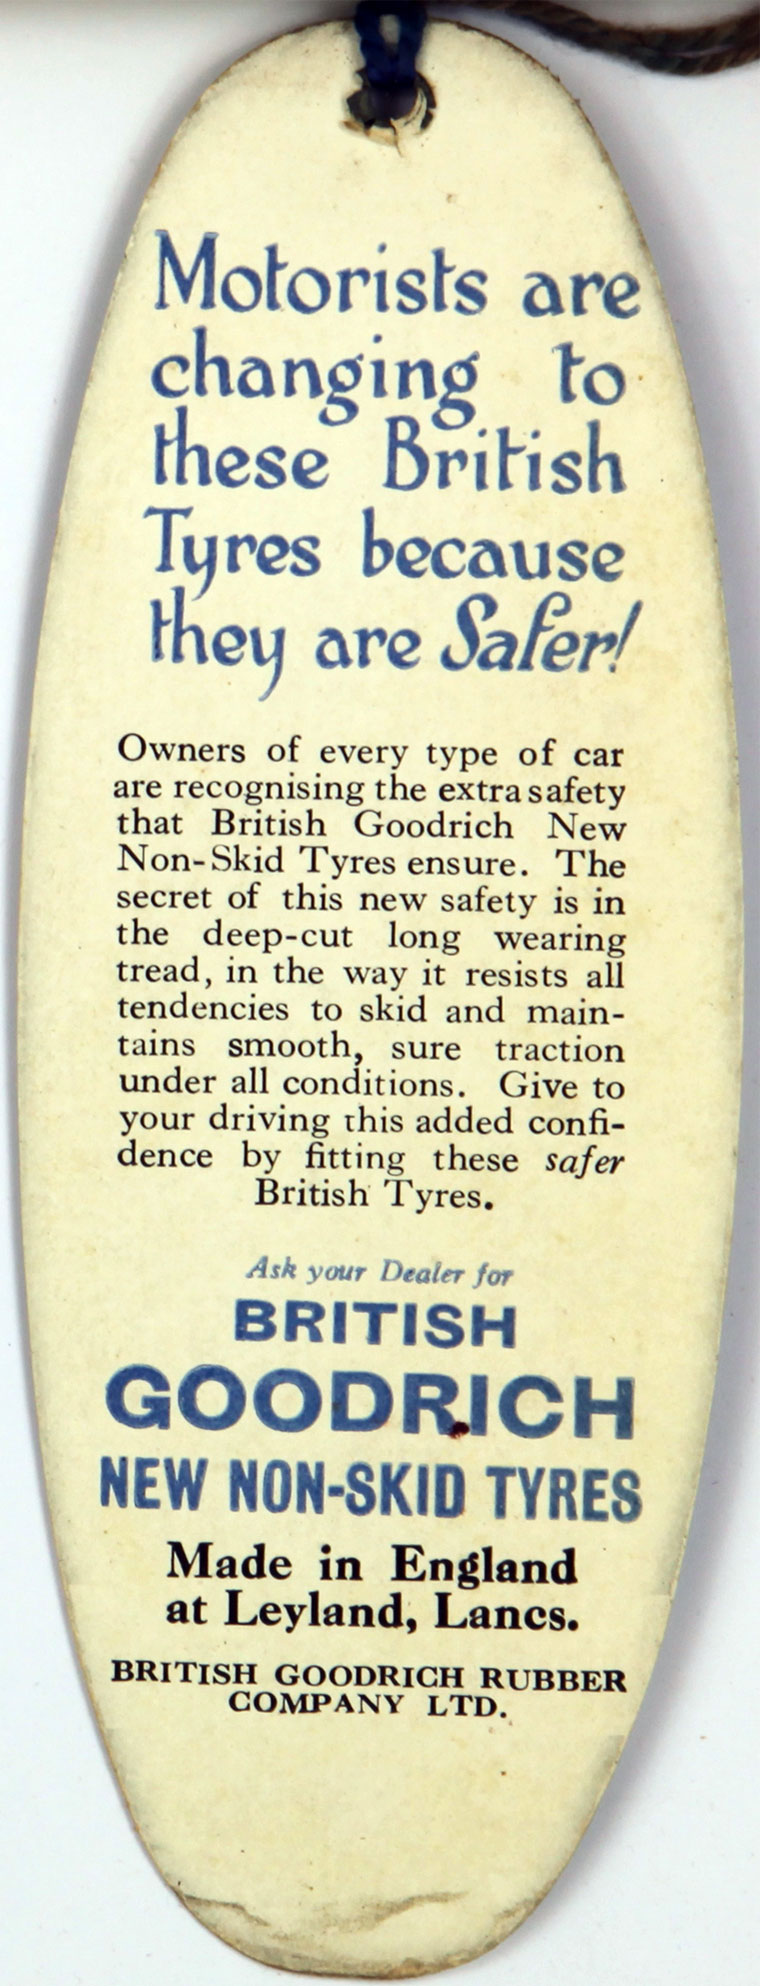 Motorists are
changing to
these British
Tyres because
they are Safer!
Owners of every type of car
are recognising the extra safety
that British Goodrich New
Non-Skid Tyres ensure. The
secret of this new safety is in
the deep-cut long wearing
tread, in the way it resists all
tendencies to skid and main-
tains smooth, sure traction
under all conditions. Give to
your driving this added confi-
dence by fitting these safer
British Tyres.
Ask your Dealer for
BRITISH
GOODRICH
NEW NON-SKID TYRES
Made in England
at Leyland, Lancs.
BRITISH GOODRICH RUBBER
COMPANY LTD.